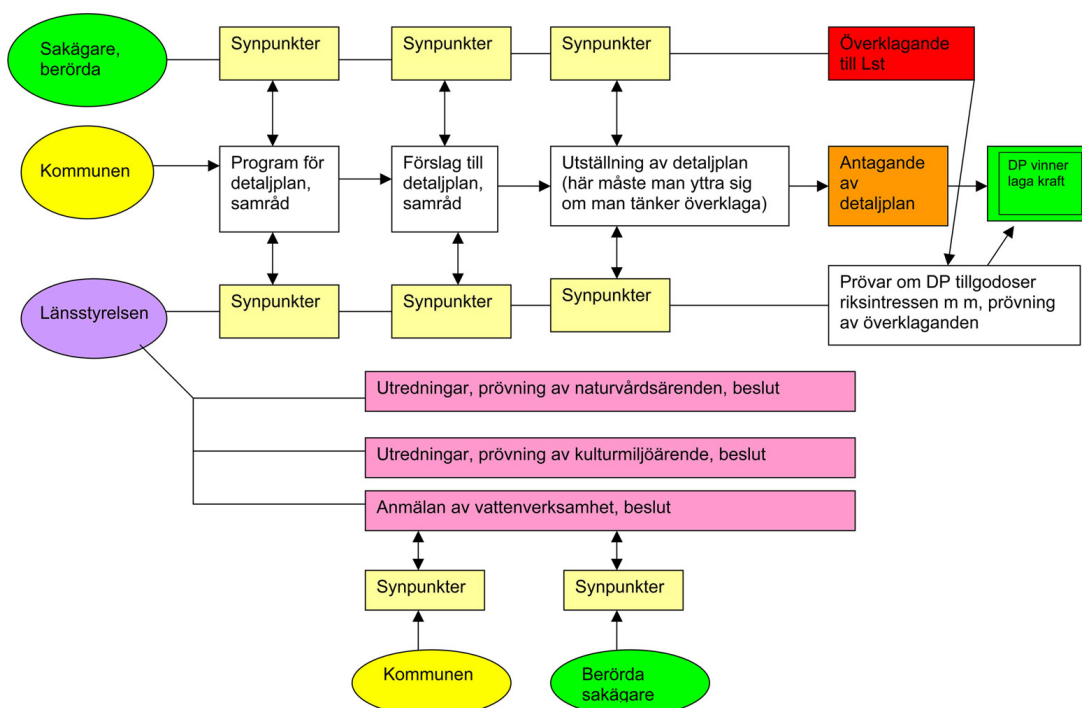 Sakägare,
berörda
Synpunkter
Synpunkter
Synpunkter
Överklagande
till Lst
Kommunen
Program för
detaljplan,
samråd
Förslag till
detaljplan,
samråd
Utställning av detaljplan
(här måste man yttra sig
om man tänker överklaga)
Antagande
av
detaljplan
DP vinner
laga kraft
Länsstyrelsen
Synpunkter
Synpunkter
Synpunkter
Prövar om DP tillgodoser
riksintressen m m, prövning
av överklaganden
Utredningar, prövning av naturvårdsärenden, beslut
Utredningar, prövning av kulturmiljöärende, beslut
Anmälan av vattenverksamhet, beslut
Synpunkter
Synpunkter
Kommunen
Berörda
sakägare